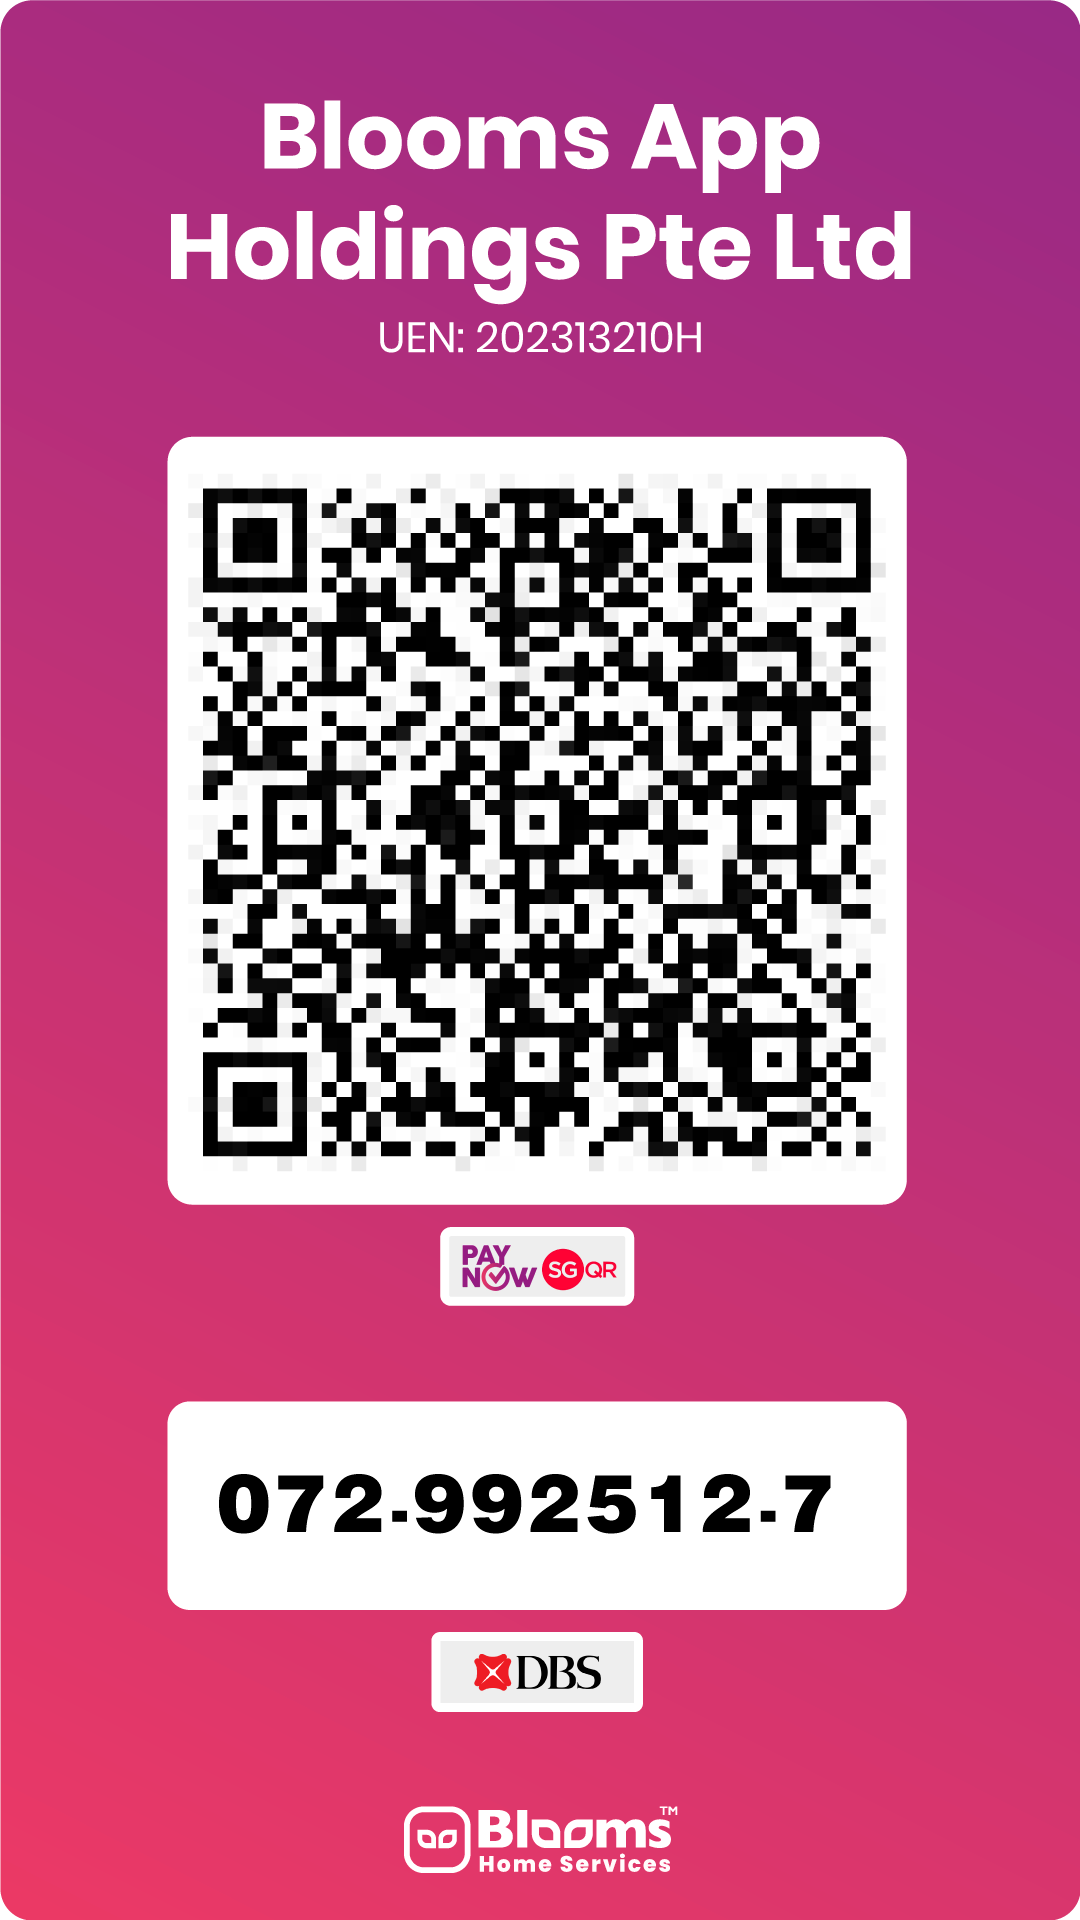 Blooms App
Holdings Pte Ltd
UEN: 202313210H
PAY
NOW SG QR
072-992512-7
DBS
Blooms™
Home Services